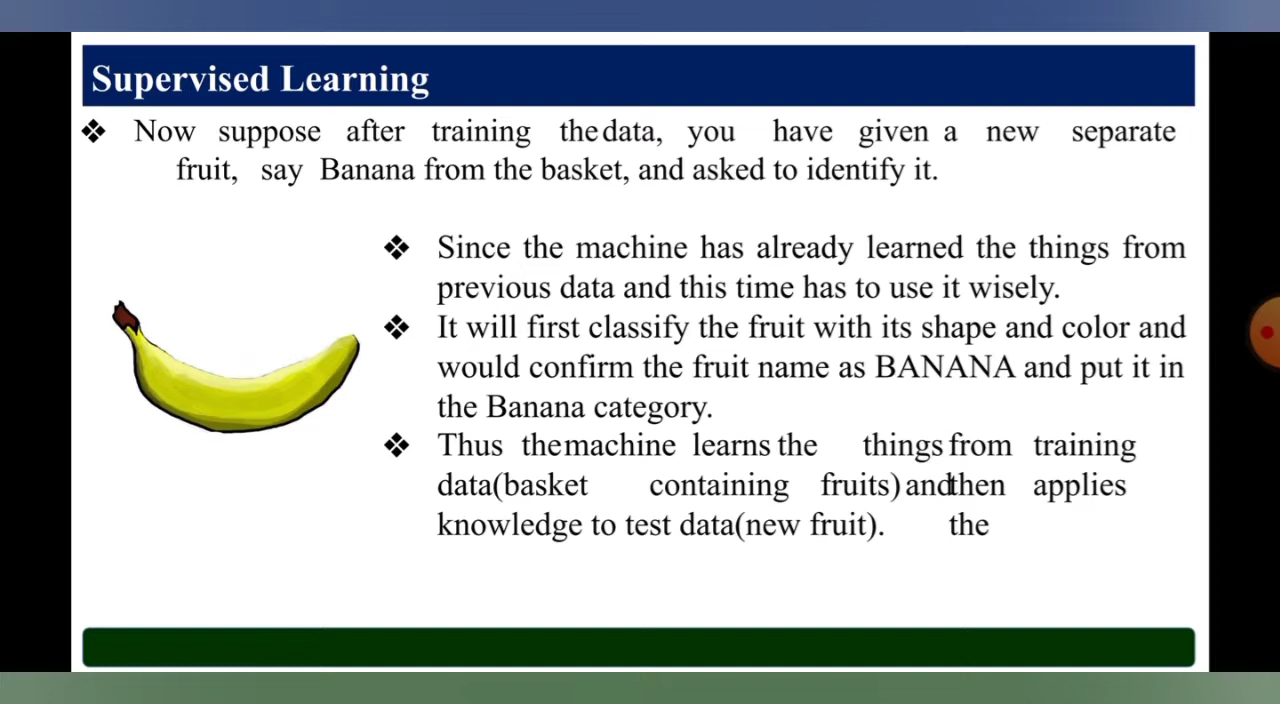 Supervised Learning
❖ Now suppose after training the data, you have given a new separate
fruit, say Banana from the basket, and asked to identify it.
❖ Since the machine has already learned the things from
previous data and this time has to use it wisely.
❖ It will first classify the fruit with its shape and color and
would confirm the fruit name as BANANA and put it in
the Banana category.
❖ Thus the machine learns the things from training
data(basket containing fruits) and then applies
knowledge to test data(new fruit). the